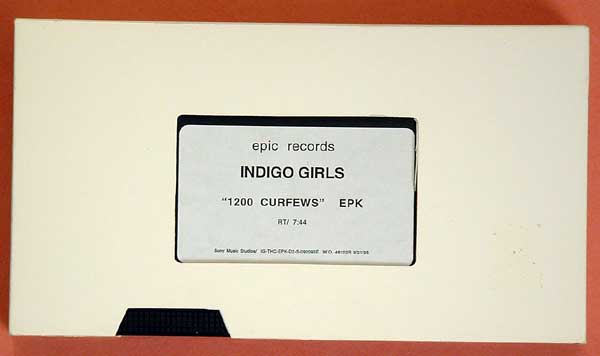 epic records
INDIGO GIRLS
"1200 CURFEWS" EPK
RT/ 7:44
Sony Music Studios/ W.O.